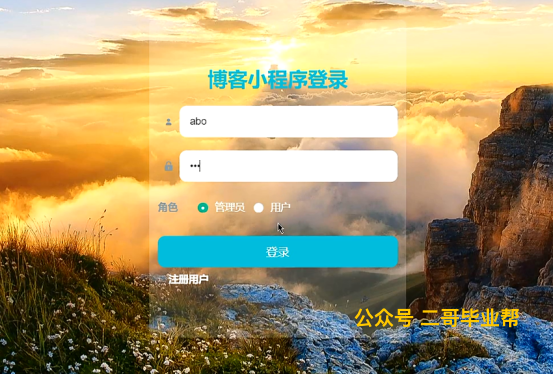 博客小程序登录
abo
•••
角色 管理员 用户
登录
注册用户
公众号 二哥毕业帮